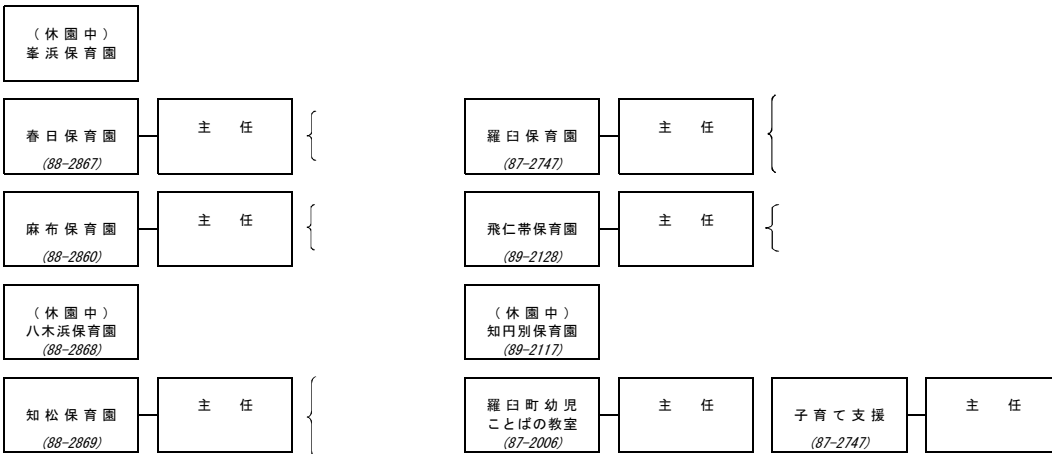 （休園中）
峯浜保育園
春日保育園
(88-2867)
主　任
羅臼保育園
(87-2747)
主　任
麻布保育園
(88-2860)
主　任
飛仁帯保育園
(89-2128)
主　任
（休園中）
八木浜保育園
(88-2868)
（休園中）
知円別保育園
(89-2117)
知松保育園
(88-2869)
主　任
羅臼町幼児
ことばの教室
(87-2006)
主　任
子育て支援
(87-2747)
主　任